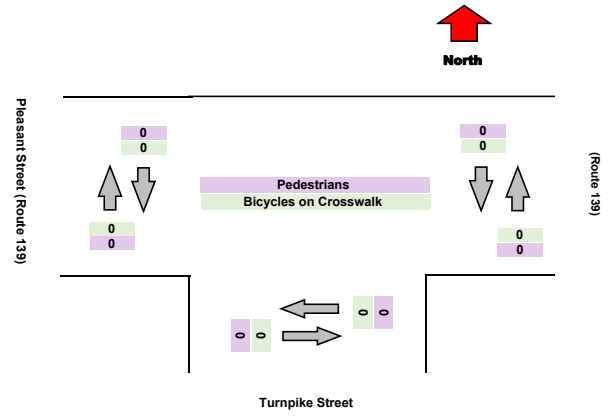 North
Pleasant Street (Route 139)
(Route 139)
0
0
0
0
Pedestrians
Bicycles on Crosswalk
0
0
0
0
0 0
0 0
Turnpike Street